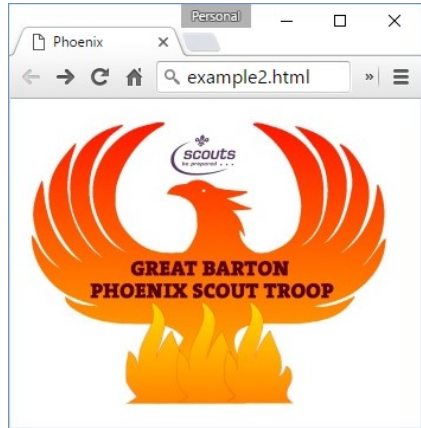 Personal
Phoenix
example2.html
scouts
be prepared . . .
GREAT BARTON
PHOENIX SCOUT TROOP